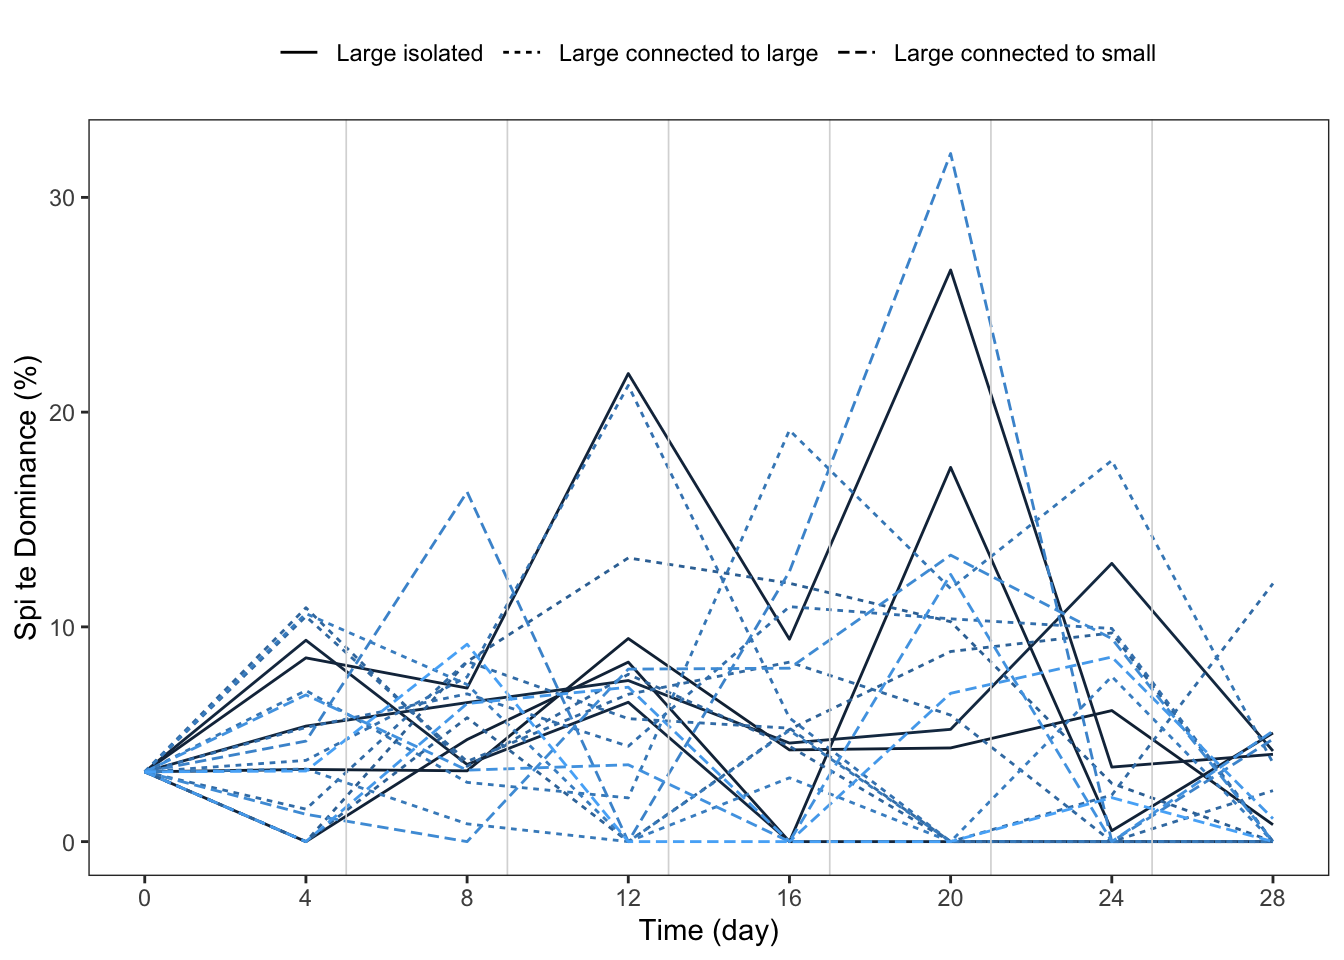 Large isolated Large connected to large Large connected to small
Spi te Dominance (%)
30
20
10
0
0 4 8 12 16 20 24 28
Time (day)